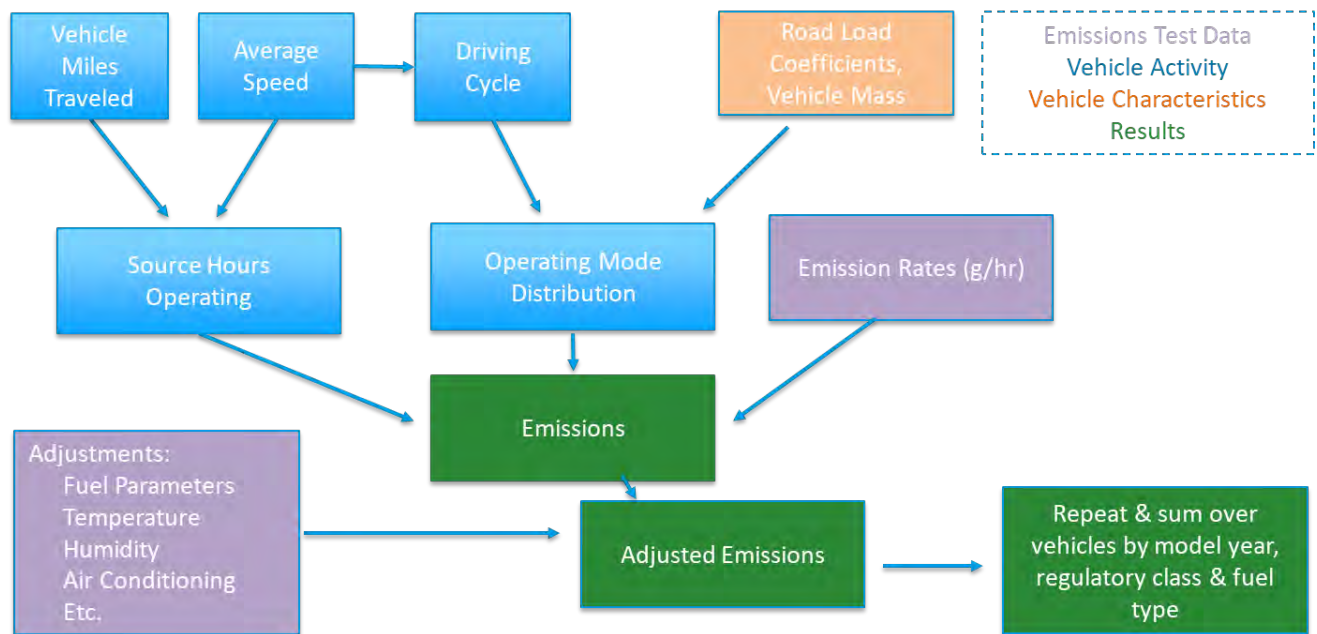 Vehicle
Miles
Traveled
Average
Speed
Driving
Cycle
Road Load
Coefficients,
Vehicle Mass
Emissions Test Data
Vehicle Activity
Vehicle Characteristics
Results
Source Hours
Operating
Operating Mode
Distribution
Emission Rates (g/hr)
Emissions
Adjustments:
Fuel Parameters
Temperature
Humidity
Air Conditioning
Etc.
Adjusted Emissions
Repeat & sum over
vehicles by model year,
regulatory class & fuel
type